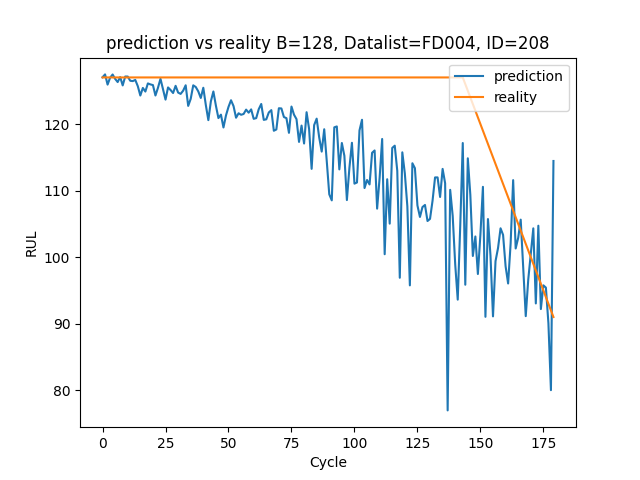 prediction vs reality B=128, Datalist=FD004, ID=208
prediction
reality
RUL
120
110
100
90
80
0 25 50 75 100 125 150 175
Cycle